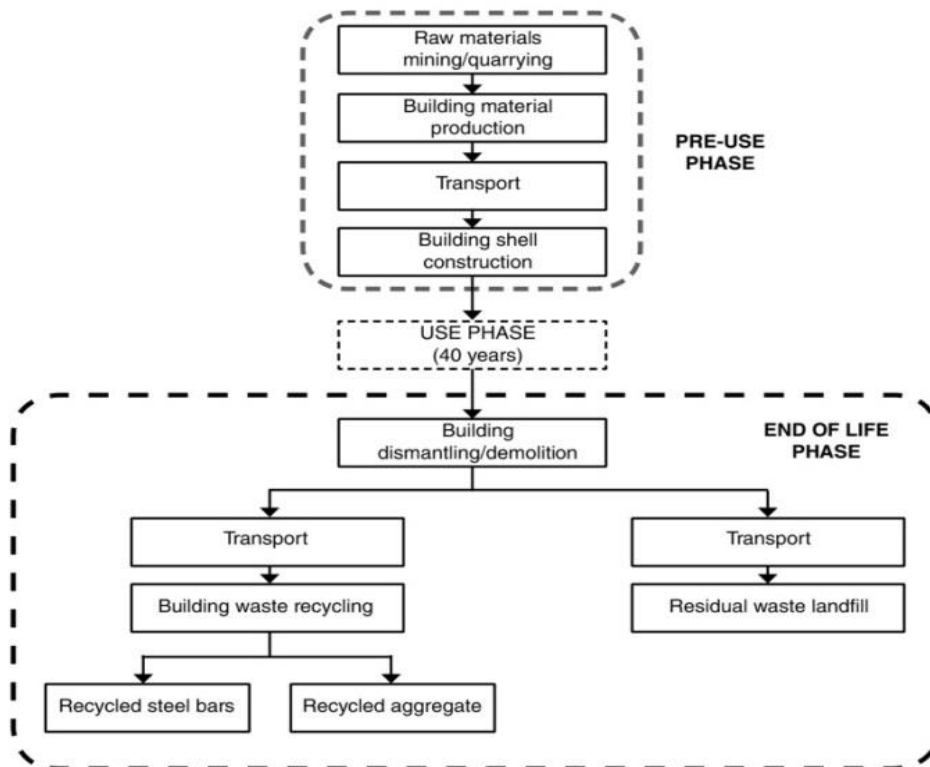 Raw materials
mining/quarrying
Building material
production
PRE-USE
PHASE
Transport
Building shell
construction
USE PHASE
(40 years)
Building
dismantling/demolition
END OF LIFE
PHASE
Transport
Transport
Building waste recycling
Residual waste landfill
Recycled steel bars
Recycled aggregate